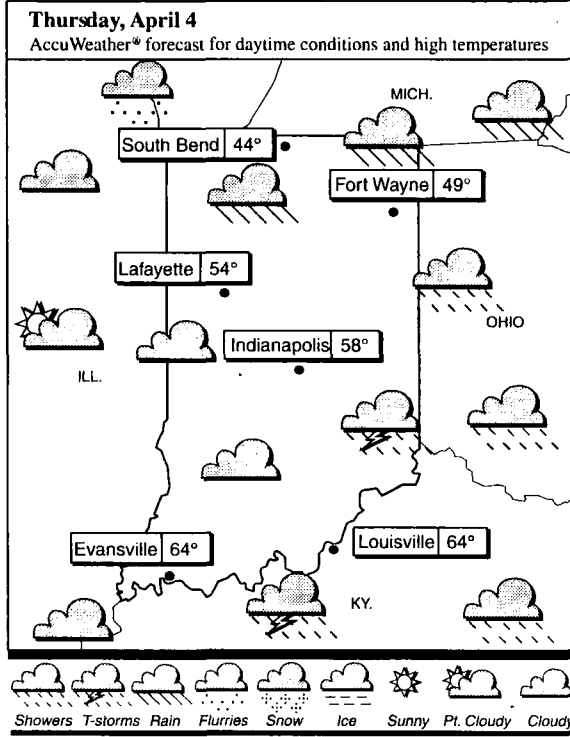 Thursday, April 4
AccuWeather® forecast for daytime conditions and high temperatures
MICH.
South Bend 44°
Fort Wayne 49°
Lafayette 54°
OHIO
Indianapolis 58°
ILL.
Evansville 64°
Louisville 64°
KY.
Showers T-storms Rain Flurries Snow Ice Sunny Pt. Cloudy Cloudy